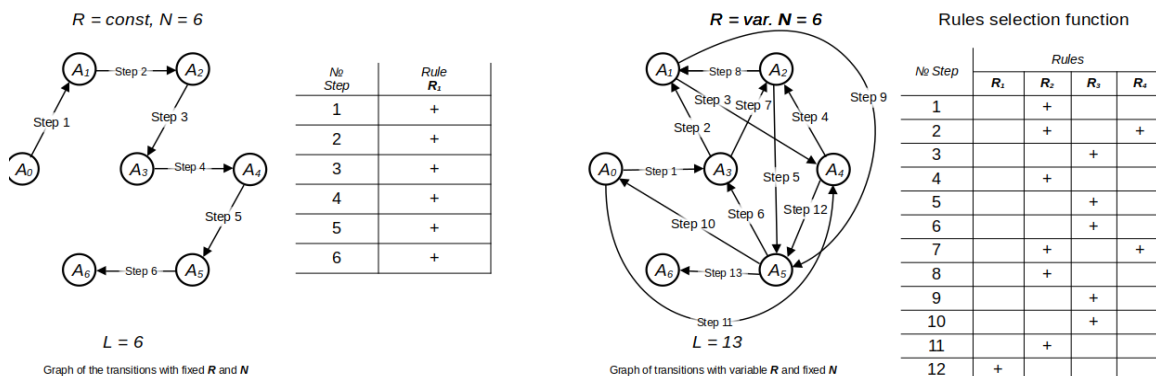 R = const, N = 6
A₁
Step 2
A₂
Step 1
Step 3
A₀
A₃
Step 4
A₄
Step 5
A₆
Step 6
A₅
L = 6
Graph of the transitions with fixed R and N
№ Step
Rule R₁
1 +
2 +
3 +
4 +
5 +
6 +
R = var. N = 6
A₁
Step 8
A₂
Step 9
Step 3
Step 7
Step 4
Step 2
A₀
Step 1
A₃
Step 5
A₄
Step 6
Step 12
Step 10
A₆
Step 13
A₅
Step 11
L = 13
Graph of transitions with variable R and fixed N
Rules selection function
№ Step
Rules
R₁ R₂ R₃ R₄
1 +
2 + +
3 +
4 +
5 +
6 +
7 + +
8 +
9 +
10 +
11 +
12 +